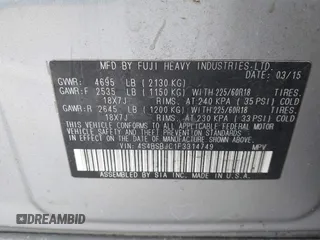 MFD BY FUJI HEAVY INDUSTRIES-LTD.
DATE: 03/15
GVWR: 4695 LB (2130 KG)
GAWR:F 2535 LB (1150 KG) WITH 225/60R18 TIRES.
18X7J RIMS. AT 240 KPA (35 PSI) COLD
GAWR:R 2645 LB (1200 KG) WITH 225/60R18 TIRES.
18X7J RIMS. AT 230 KPA (33 PSI) COLD
THIS VEHICLE CONFORMS TO ALL APPLICABLE
FEDERAL MOTOR VEHICLE SAFETY, BUMPER, AND
THEFT PREVENTION STANDARDS IN EFFECT ON THE
DATE OF MANUFACTURE SHOWN ABOVE.
VIN: 4S4BSBJC1F3314749 MPV
ASSEMBLED BY SIA INC., MADE IN U.S.A.
DREAMBID